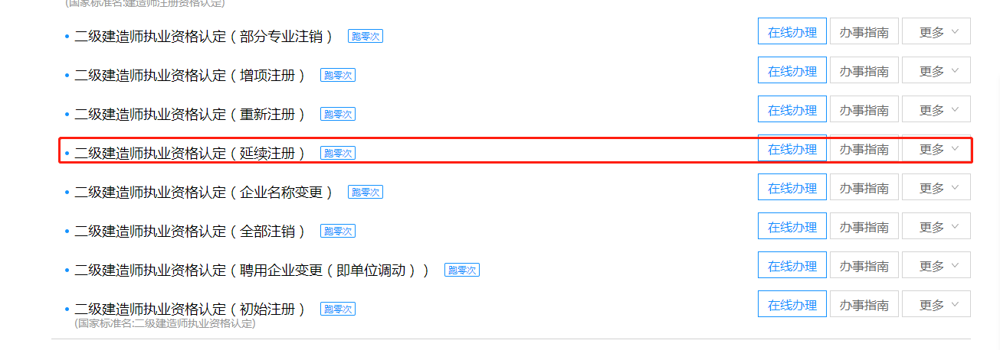 (国家标准名:建造师注册资格认定)
二级建造师执业资格认定（部分专业注销） 跑零次 在线办理 办事指南 更多
二级建造师执业资格认定（增项注册） 跑零次 在线办理 办事指南 更多
二级建造师执业资格认定（重新注册） 跑零次 在线办理 办事指南 更多
二级建造师执业资格认定（延续注册） 跑零次 在线办理 办事指南 更多
二级建造师执业资格认定（企业名称变更） 跑零次 在线办理 办事指南 更多
二级建造师执业资格认定（全部注销） 跑零次 在线办理 办事指南 更多
二级建造师执业资格认定（聘用企业变更（即单位调动）） 跑零次 在线办理 办事指南 更多
二级建造师执业资格认定（初始注册） 跑零次 在线办理 办事指南 更多
(国家标准名:二级建造师执业资格认定)